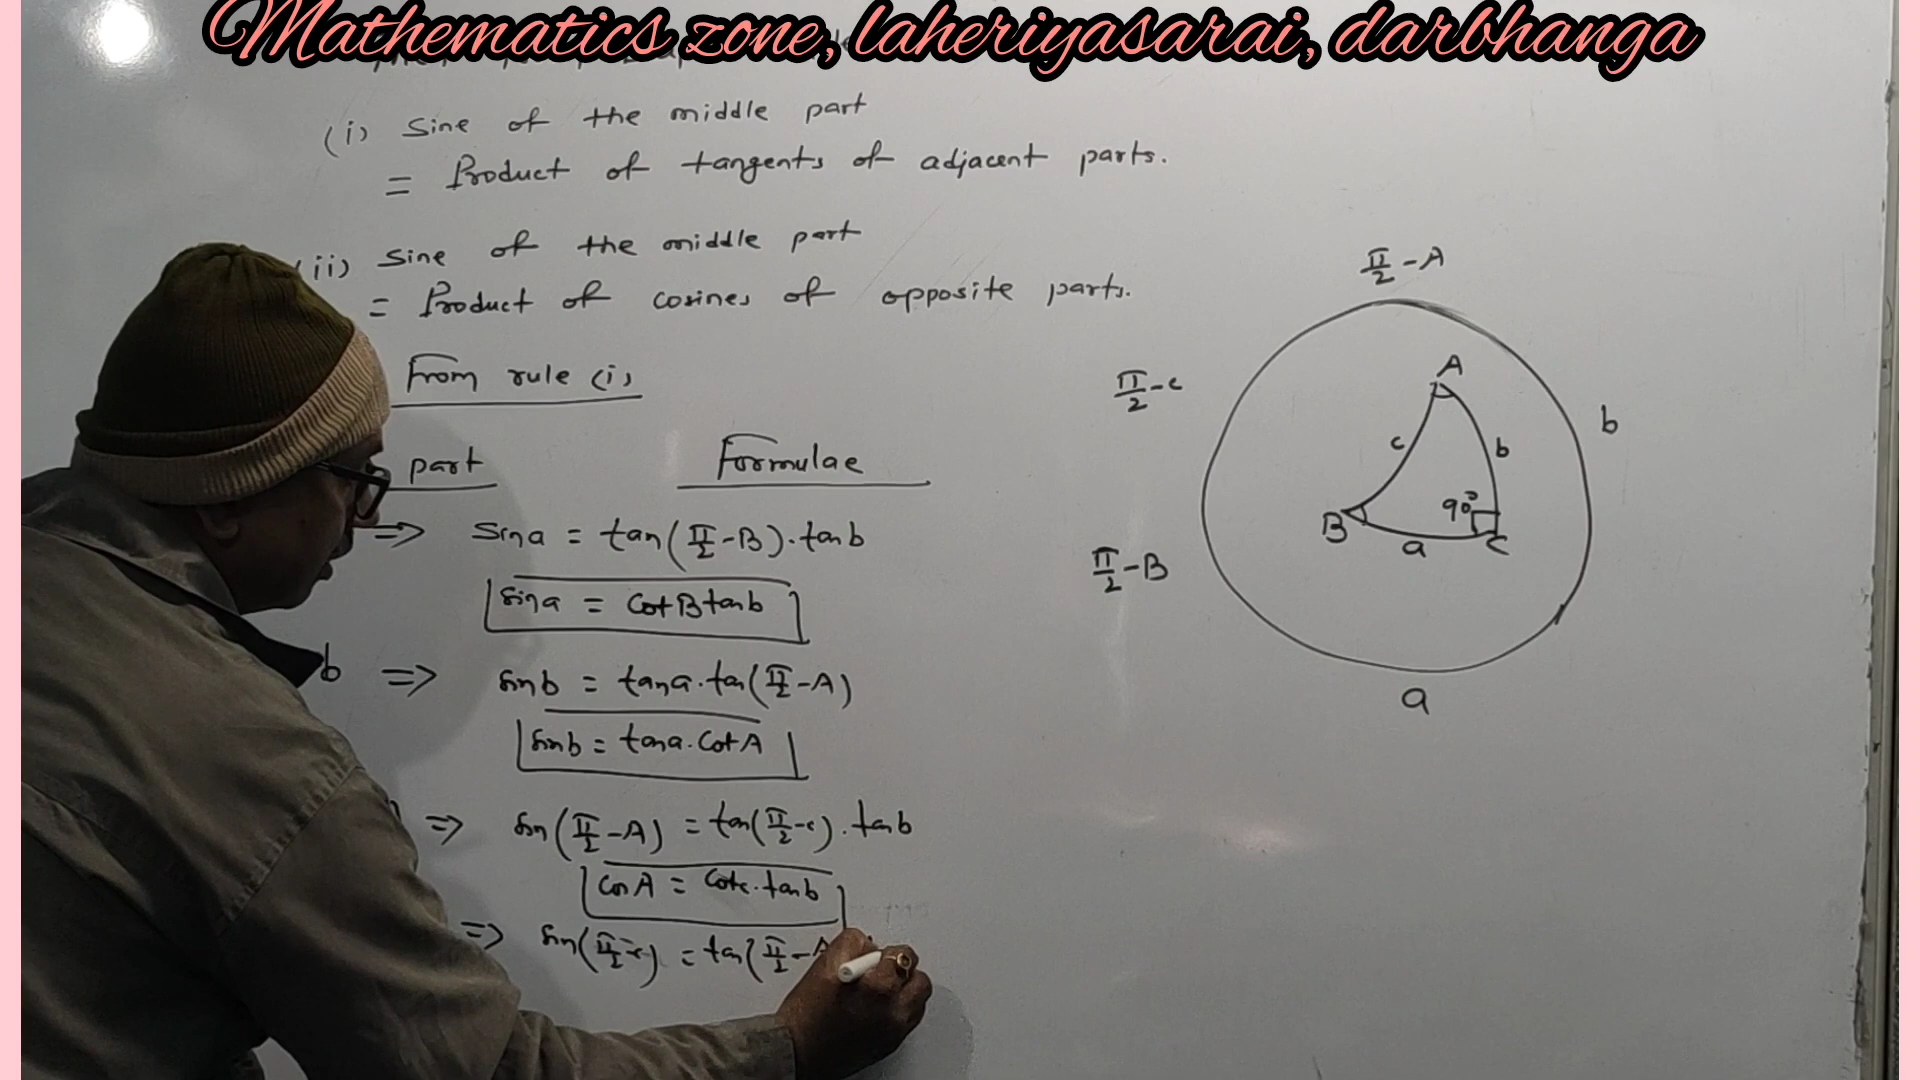 Mathematics zone, laheriyasarai, darbhanga
(i) Sine of the middle part
= Product of tangents of adjacent parts.
(ii) Sine of the middle part
= Product of cosines of opposite parts.
From rule (i)
part Formulae
⇒ Sin a = tan(π/2 - B).tan b
sin a = Cot B tan b
b ⇒ sin b = tan a.tan(π/2 - A)
sin b = tan a.Cot A
⇒ sin(π/2 - A) = tan(π/2 - c).tan b
Cos A = Cot c.tan b
⇒ sin(π/2 - c) = tan(π/2 - A
π/2 - A
π/2 - c
b
π/2 - B
a
A
c
b
90°
B
a
C